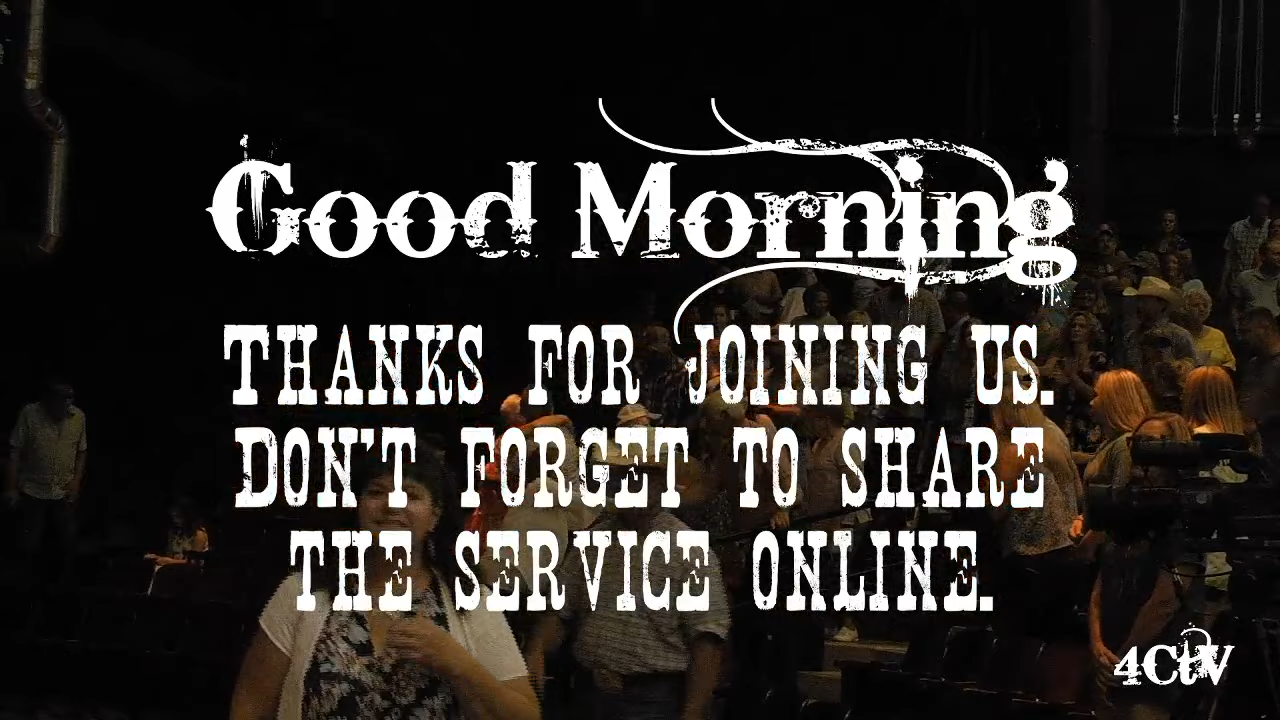 Good Morning
THANKS FOR JOINING US.
DON'T FORGET TO SHARE
THE SERVICE ONLINE.
4CtV